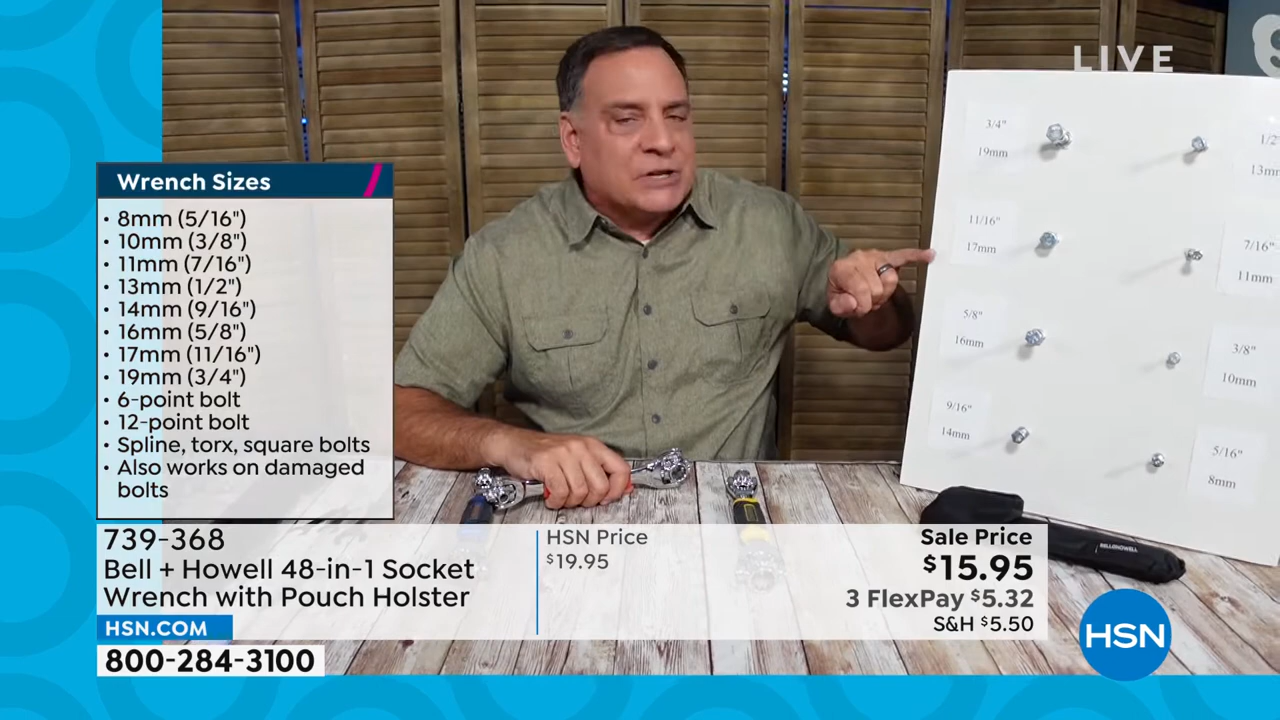 LIVE
Wrench Sizes
• 8mm (5/16")
• 10mm (3/8")
• 11mm (7/16")
• 13mm (1/2")
• 14mm (9/16")
• 16mm (5/8")
• 17mm (11/16")
• 19mm (3/4")
• 6-point bolt
• 12-point bolt
• Spline, torx, square bolts
• Also works on damaged
bolts
3/4"
19mm
11/16"
17mm
5/8"
16mm
9/16"
14mm
1/2
13mm
7/16"
11mm
3/8"
10mm
5/16"
8mm
BELL+HOWELL
739-368
Bell + Howell 48-in-1 Socket
Wrench with Pouch Holster
HSN.COM
800-284-3100
HSN Price
$19.95
Sale Price
$15.95
3 FlexPay $5.32
S&H $5.50
HSN